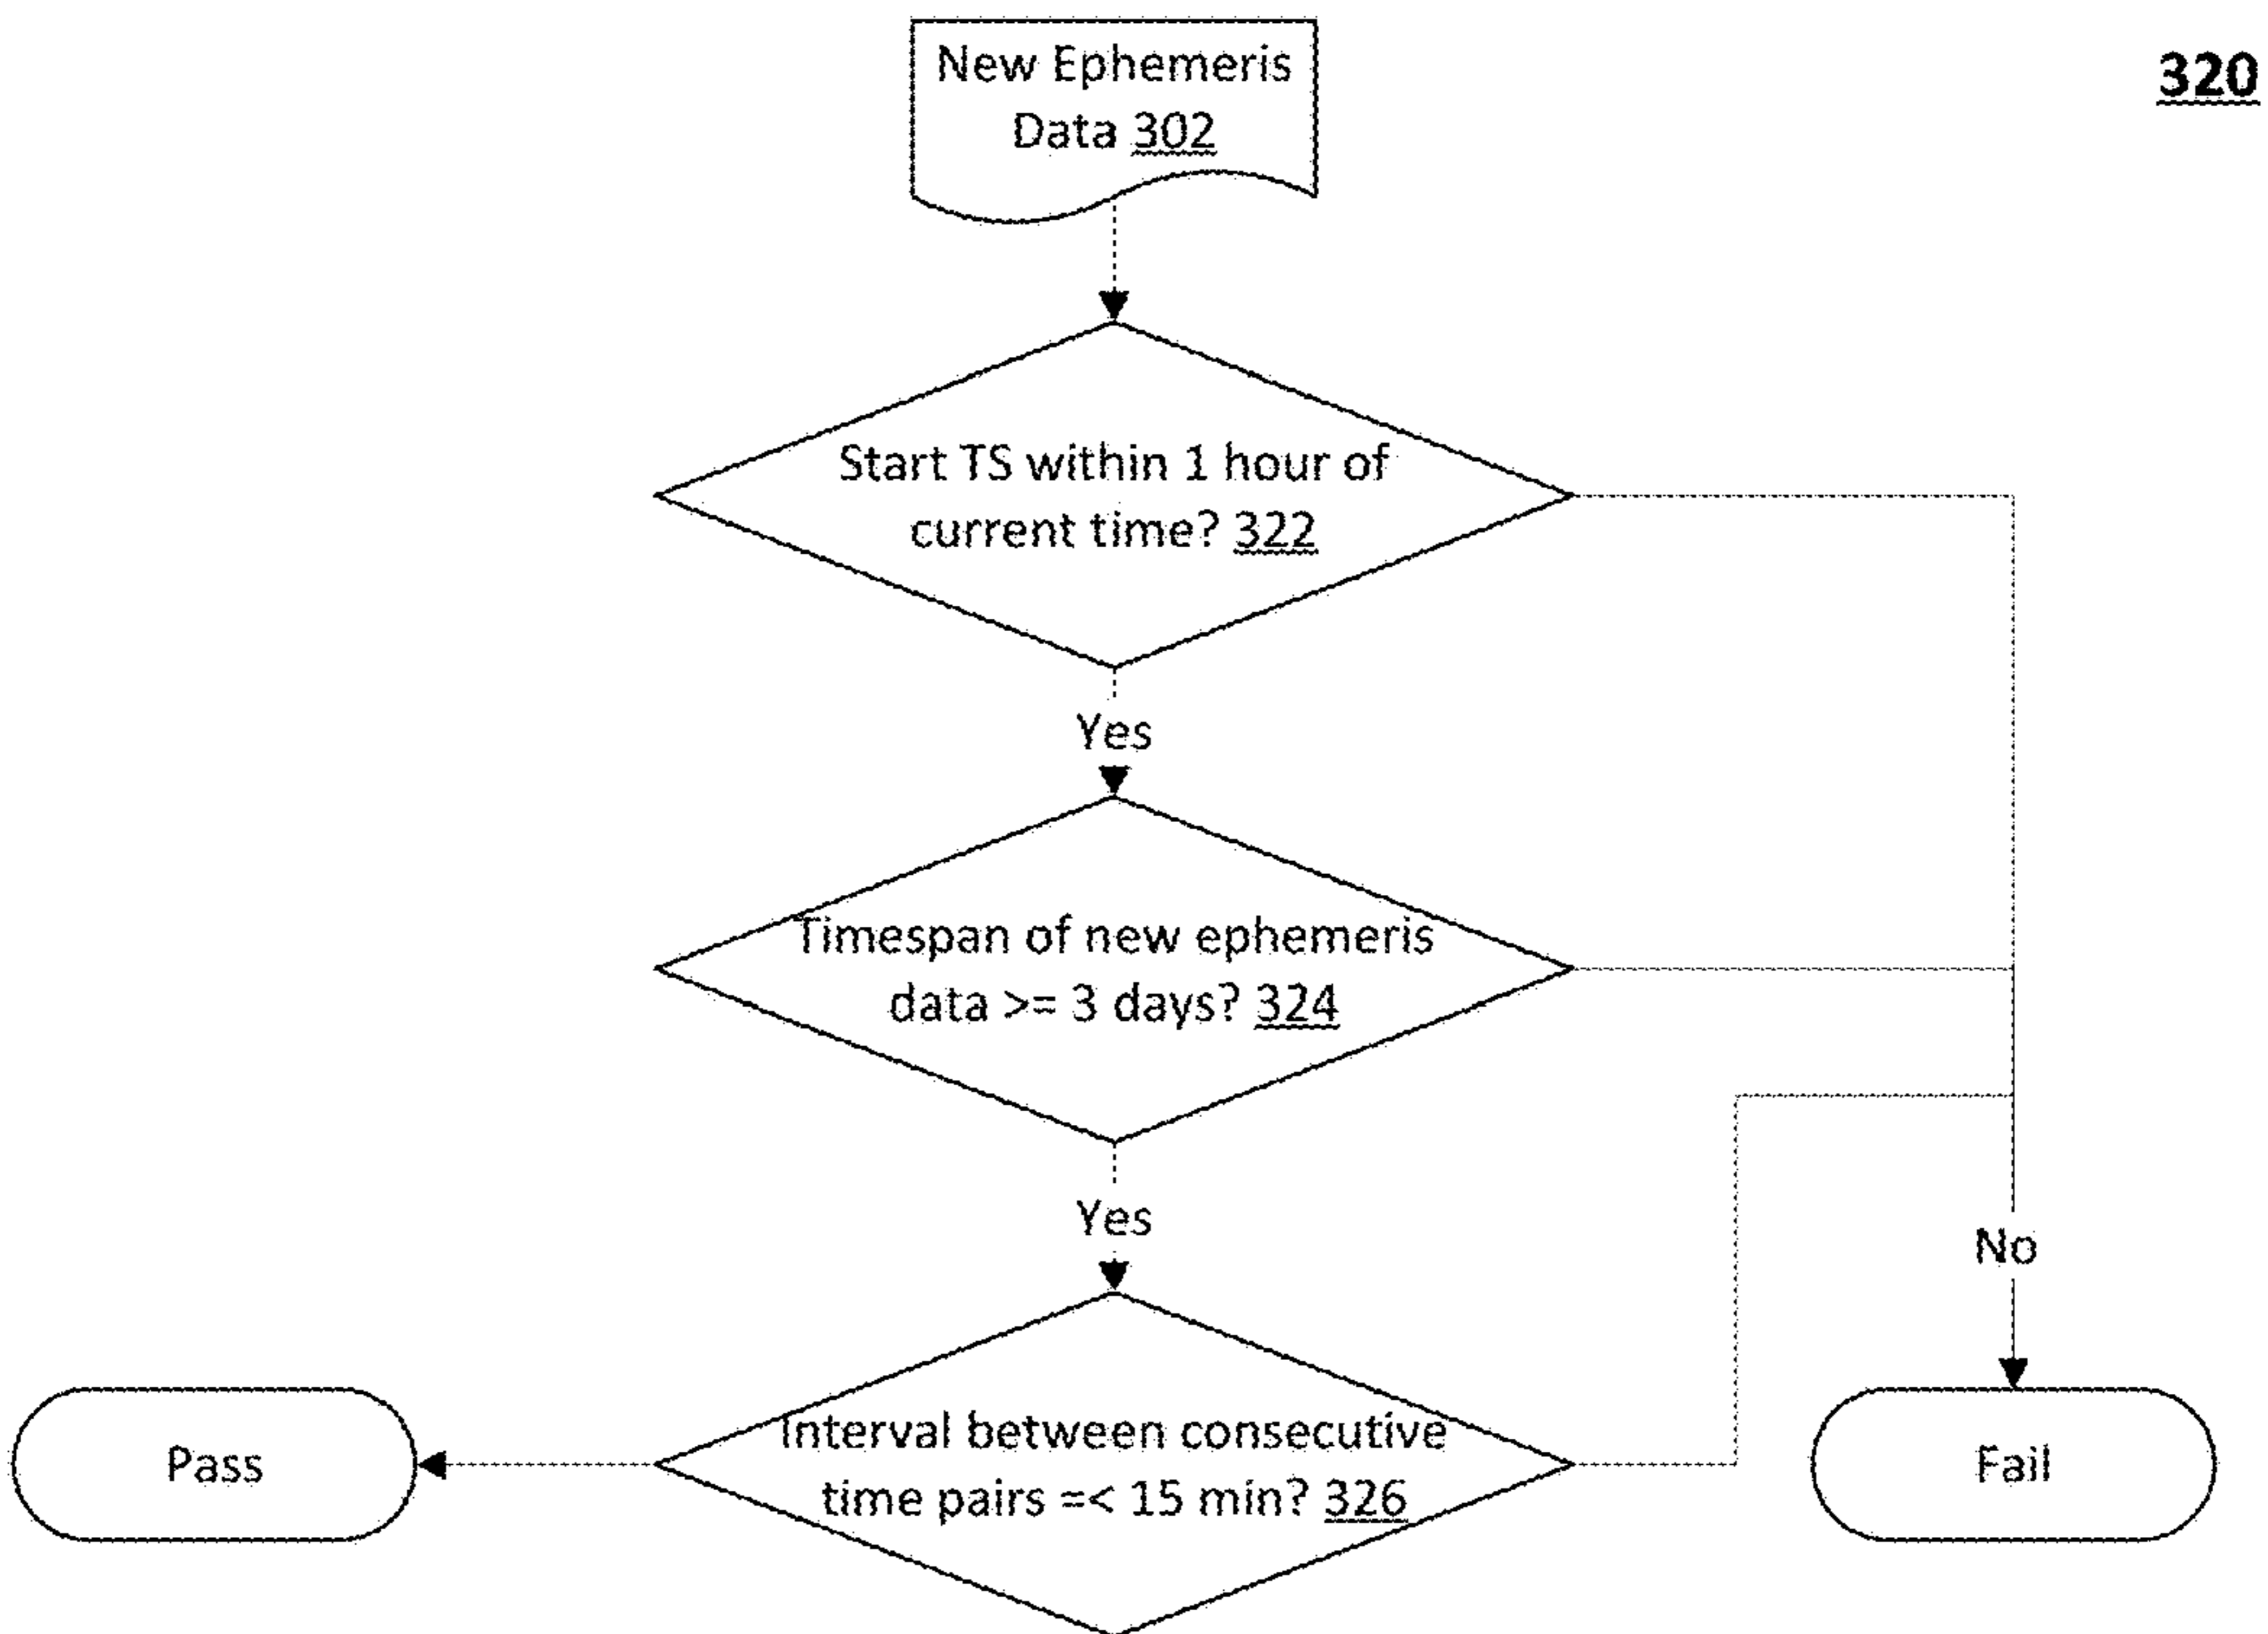 New Ephemeris
Data 302
320
Start TS within 1 hour of
current time? 322
Yes
Timespan of new ephemeris
data >= 3 days? 324
Yes
No
Interval between consecutive
time pairs =< 15 min? 326
Pass
Fail